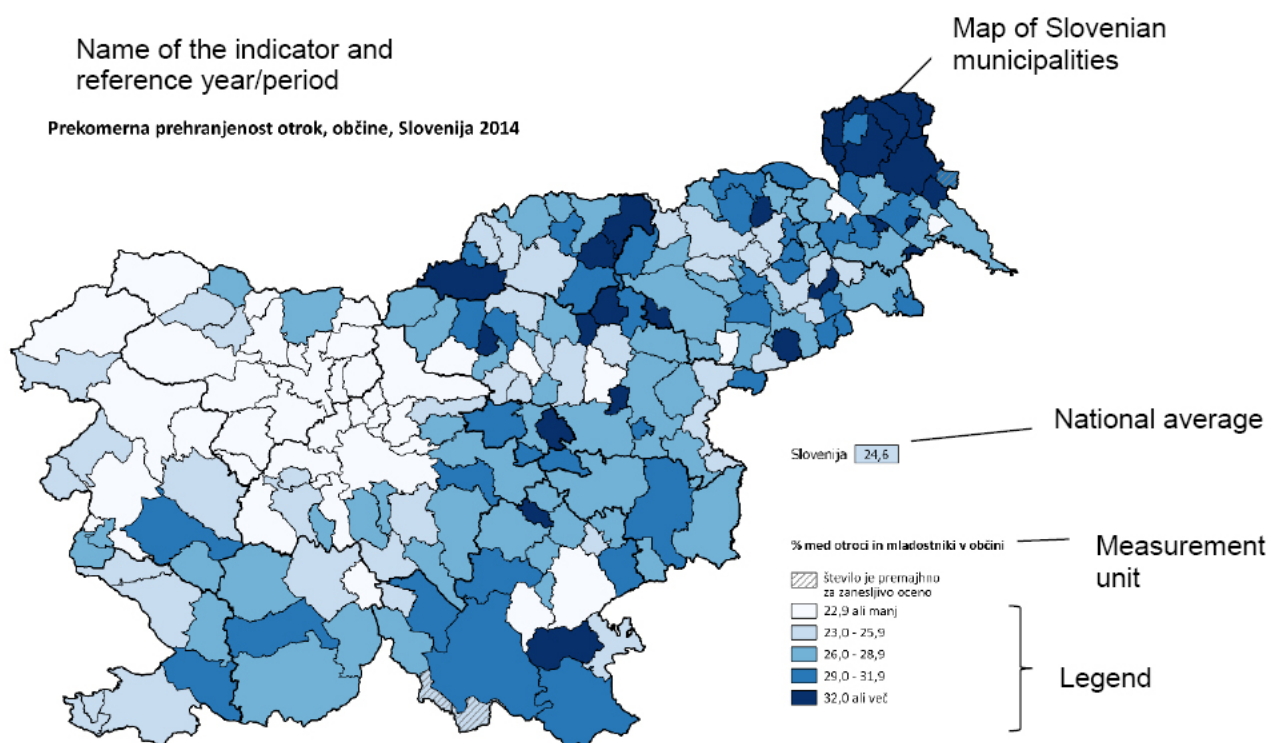 Name of the indicator and
reference year/period
Map of Slovenian
municipalities
Prekomerna prehranjenost otrok, občine, Slovenija 2014
National average
Slovenija 24,6
% med otroci in mladostniki v občini
Measurement
unit
število je premajhno
za zanesljivo oceno
22,9 ali manj
23,0 - 25,9
26,0 - 28,9
29,0 - 31,9
32,0 ali več
Legend